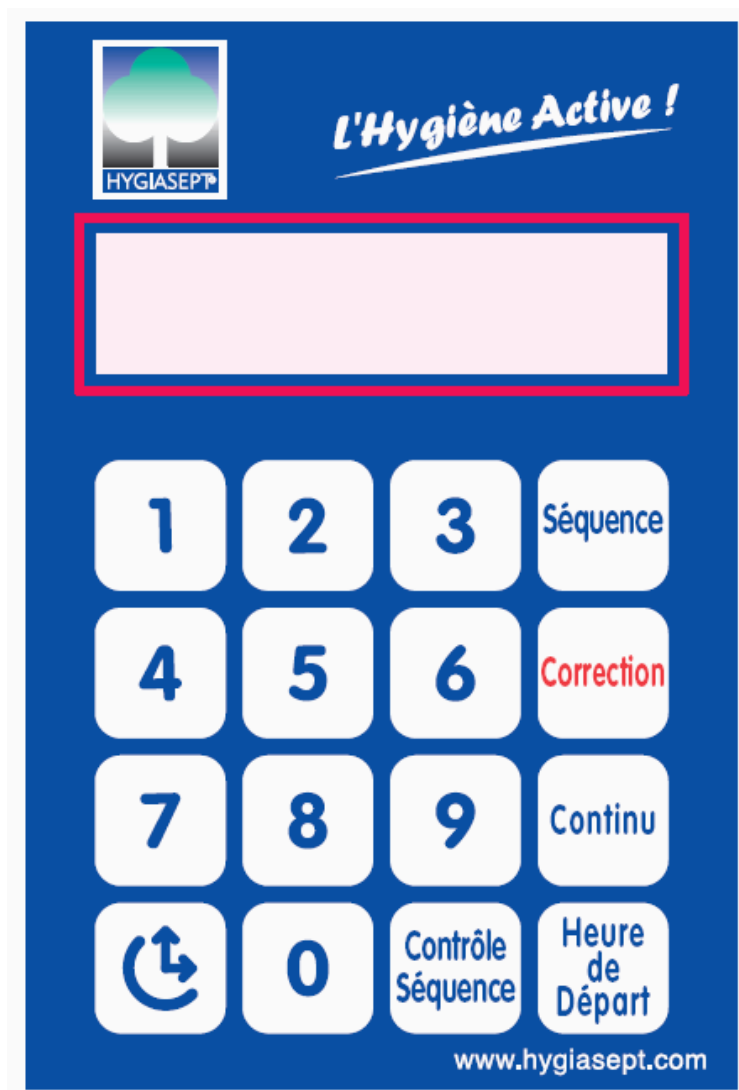 L'Hygiène Active !
HYGIASEPT
1 2 3 Séquence
4 5 6 Correction
7 8 9 Continu
0 Contrôle Séquence Heure de Départ
www.hygiasept.com